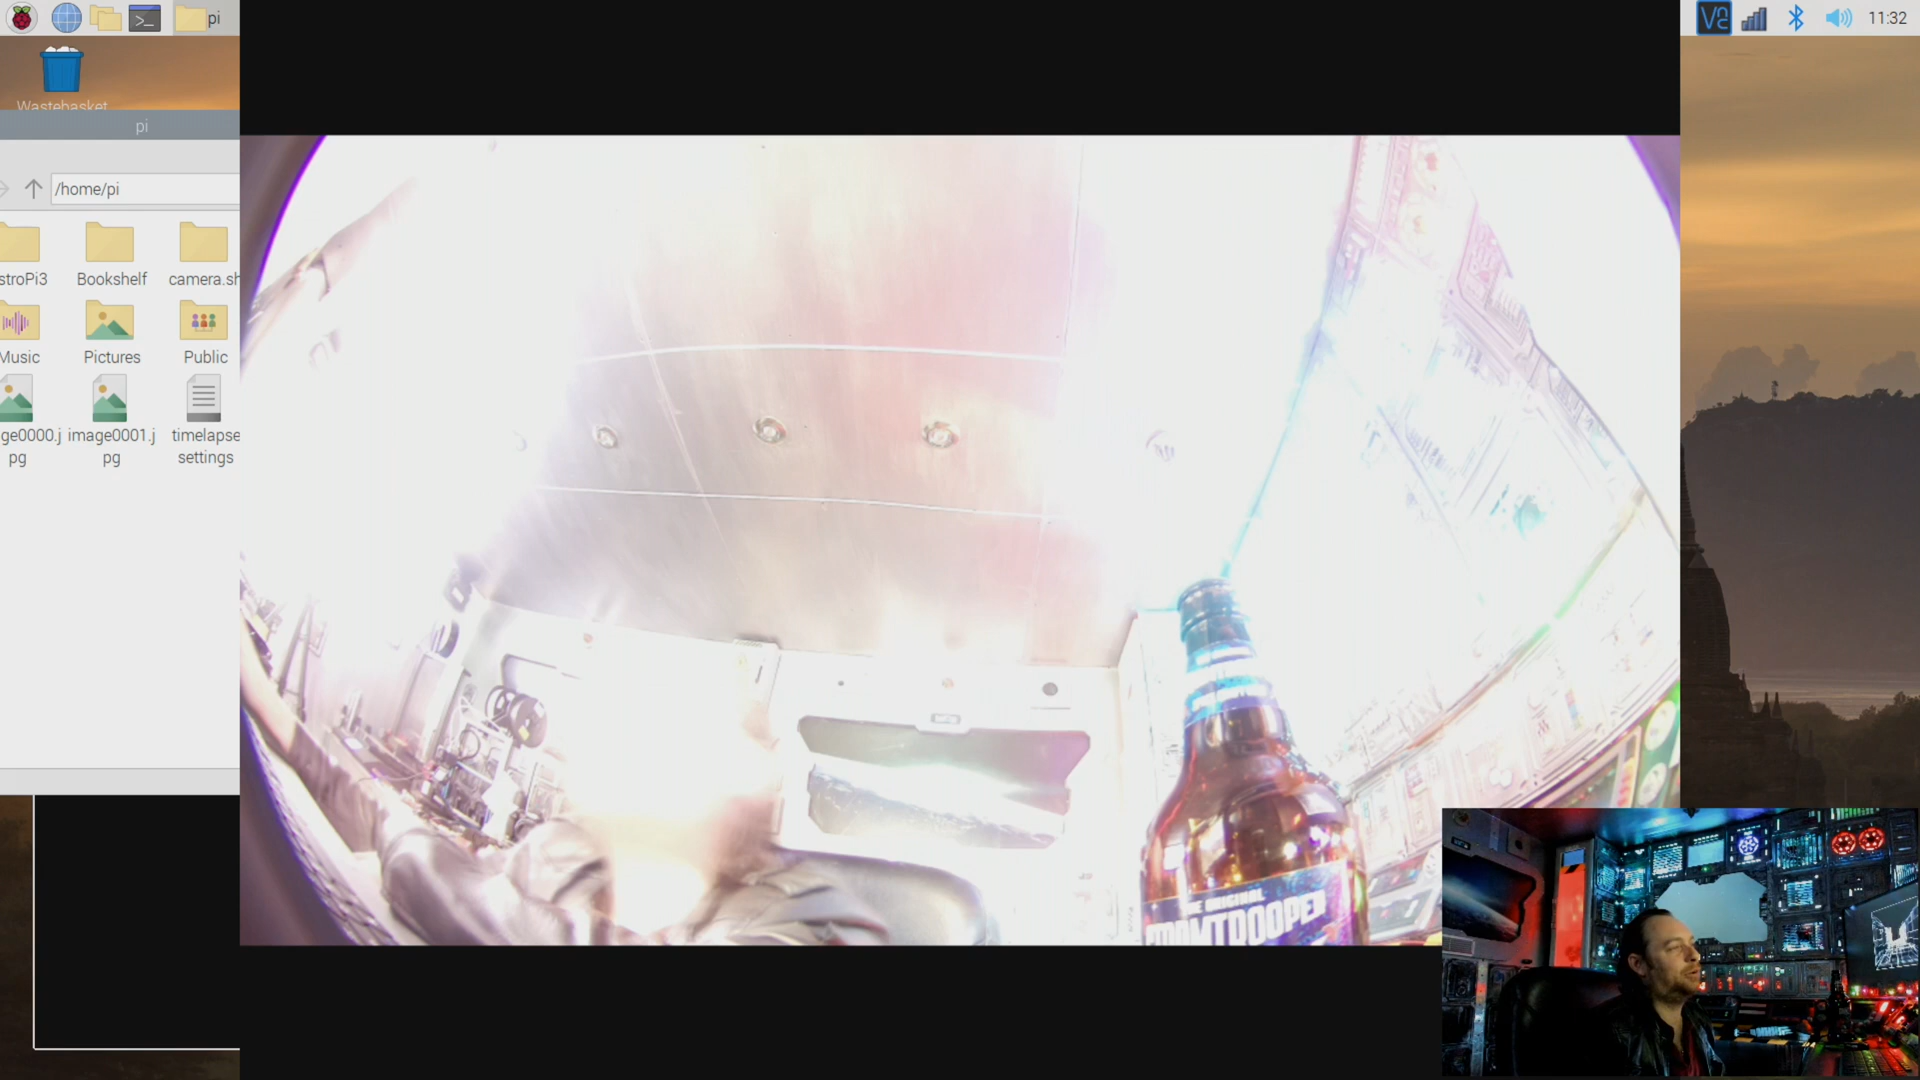 pi
11:32
Wastebasket
pi
/home/pi
stroPi3
Bookshelf
camera.sh
Music
Pictures
Public
ge0000.j
pg
image0001.j
pg
timelapse
settings
ORIGINAL